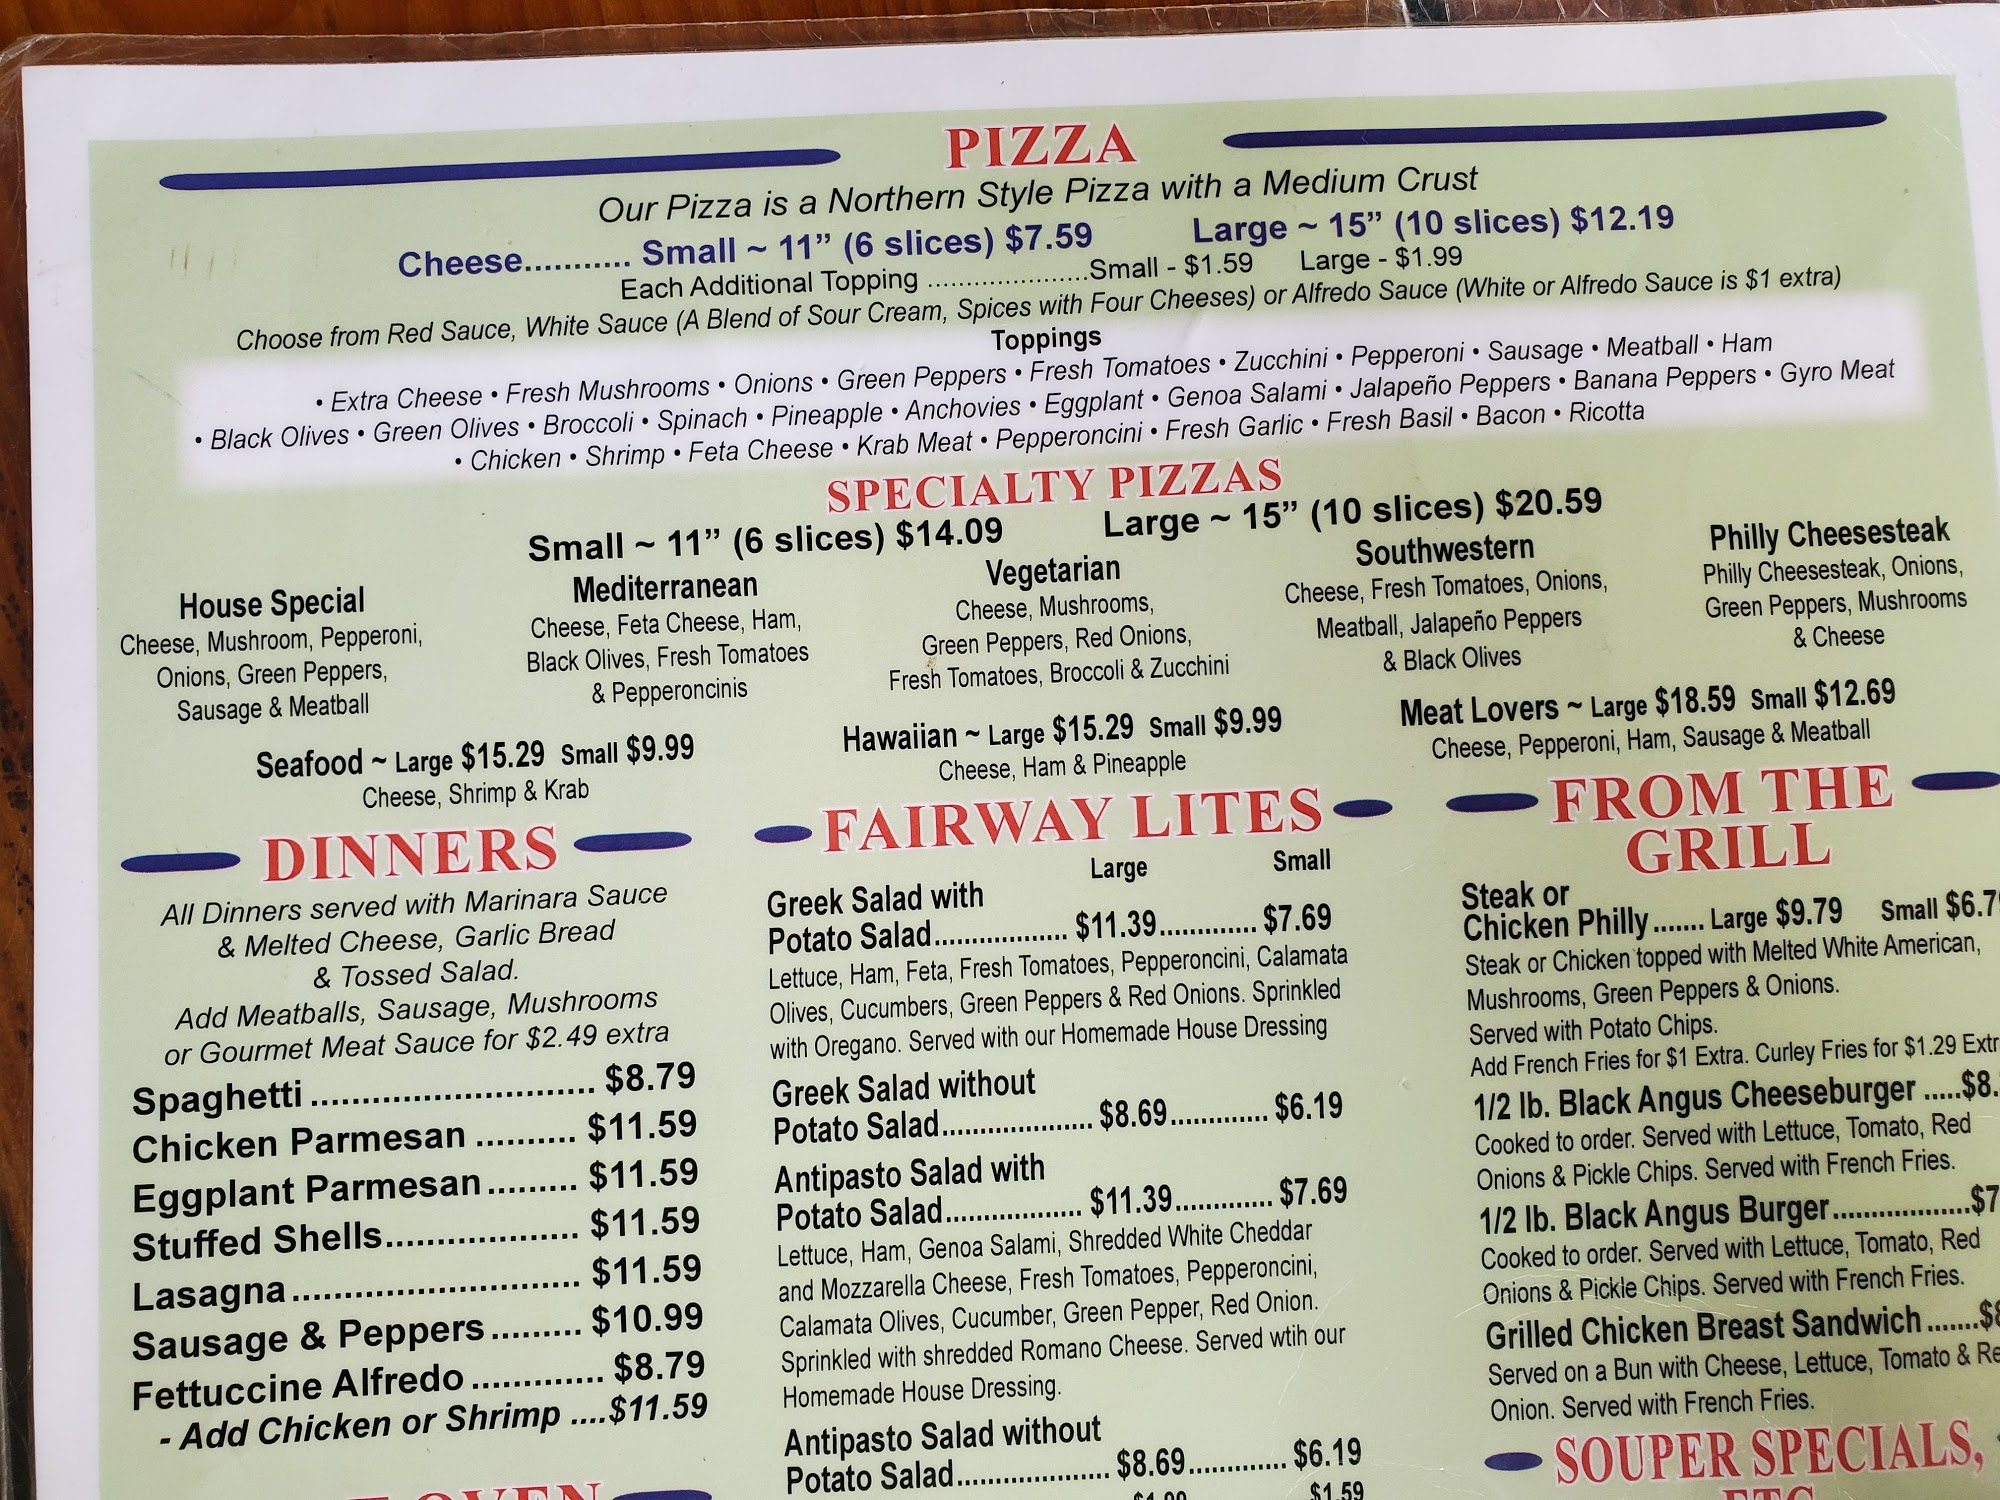 PIZZA
Our Pizza is a Northern Style Pizza with a Medium Crust
Cheese........... Small ~ 11” (6 slices) $7.59 Large ~ 15” (10 slices) $12.19
Each Additional Topping .....................Small - $1.59 Large - $1.99
Choose from Red Sauce, White Sauce (A Blend of Sour Cream, Spices with Four Cheeses) or Alfredo Sauce (White or Alfredo Sauce is $1 extra)
Toppings
• Extra Cheese • Fresh Mushrooms • Onions • Green Peppers • Fresh Tomatoes • Zucchini • Pepperoni • Sausage • Meatball • Ham
• Black Olives • Green Olives • Broccoli • Spinach • Pineapple • Anchovies • Eggplant • Genoa Salami • Jalapeño Peppers • Banana Peppers • Gyro Meat
• Chicken • Shrimp • Feta Cheese • Krab Meat • Pepperoncini • Fresh Garlic • Fresh Basil • Bacon • Ricotta
SPECIALTY PIZZAS
Small ~ 11” (6 slices) $14.09 Large ~ 15” (10 slices) $20.59
House Special
Cheese, Mushroom, Pepperoni,
Onions, Green Peppers,
Sausage & Meatball
Mediterranean
Cheese, Feta Cheese, Ham,
Black Olives, Fresh Tomatoes
& Pepperoncinis
Vegetarian
Cheese, Mushrooms,
Green Peppers, Red Onions,
Fresh Tomatoes, Broccoli & Zucchini
Southwestern
Cheese, Fresh Tomatoes, Onions,
Meatball, Jalapeño Peppers
& Black Olives
Philly Cheesesteak
Philly Cheesesteak, Onions,
Green Peppers, Mushrooms
& Cheese
Seafood ~ Large $15.29 Small $9.99
Cheese, Shrimp & Krab
Hawaiian ~ Large $15.29 Small $9.99
Cheese, Ham & Pineapple
Meat Lovers ~ Large $18.59 Small $12.69
Cheese, Pepperoni, Ham, Sausage & Meatball
DINNERS
All Dinners served with Marinara Sauce
& Melted Cheese, Garlic Bread
& Tossed Salad.
Add Meatballs, Sausage, Mushrooms
or Gourmet Meat Sauce for $2.49 extra
Spaghetti ........................... $8.79
Chicken Parmesan .......... $11.59
Eggplant Parmesan......... $11.59
Stuffed Shells................... $11.59
Lasagna ............................ $11.59
Sausage & Peppers......... $10.99
Fettuccine Alfredo ............. $8.79
- Add Chicken or Shrimp ....$11.59
OVEN
FAIRWAY LITES
Large Small
Greek Salad with
Potato Salad.................. $11.39............. $7.69
Lettuce, Ham, Feta, Fresh Tomatoes, Pepperoncini, Calamata
Olives, Cucumbers, Green Peppers & Red Onions. Sprinkled
with Oregano. Served with our Homemade House Dressing
Greek Salad without
Potato Salad.................... $8.69............. $6.19
Antipasto Salad with
Potato Salad.................. $11.39............. $7.69
Lettuce, Ham, Genoa Salami, Shredded White Cheddar
and Mozzarella Cheese, Fresh Tomatoes, Pepperoncini,
Calamata Olives, Cucumber, Green Pepper, Red Onion.
Sprinkled with shredded Romano Cheese. Served wtih our
Homemade House Dressing.
Antipasto Salad without
Potato Salad.................... $8.69............. $6.19
$1.59
FROM THE
GRILL
Steak or
Chicken Philly ....... Large $9.79 Small $6.7
Steak or Chicken topped with Melted White American,
Mushrooms, Green Peppers & Onions.
Served with Potato Chips.
Add French Fries for $1 Extra. Curley Fries for $1.29 Extr
1/2 lb. Black Angus Cheeseburger .....$8.
Cooked to order. Served with Lettuce, Tomato, Red
Onions & Pickle Chips. Served with French Fries.
1/2 lb. Black Angus Burger..................$7
Cooked to order. Served with Lettuce, Tomato, Red
Onions & Pickle Chips. Served with French Fries.
Grilled Chicken Breast Sandwich .......$8
Served on a Bun with Cheese, Lettuce, Tomato & Re
Onion. Served with French Fries.
SOUPER SPECIALS,
ETC